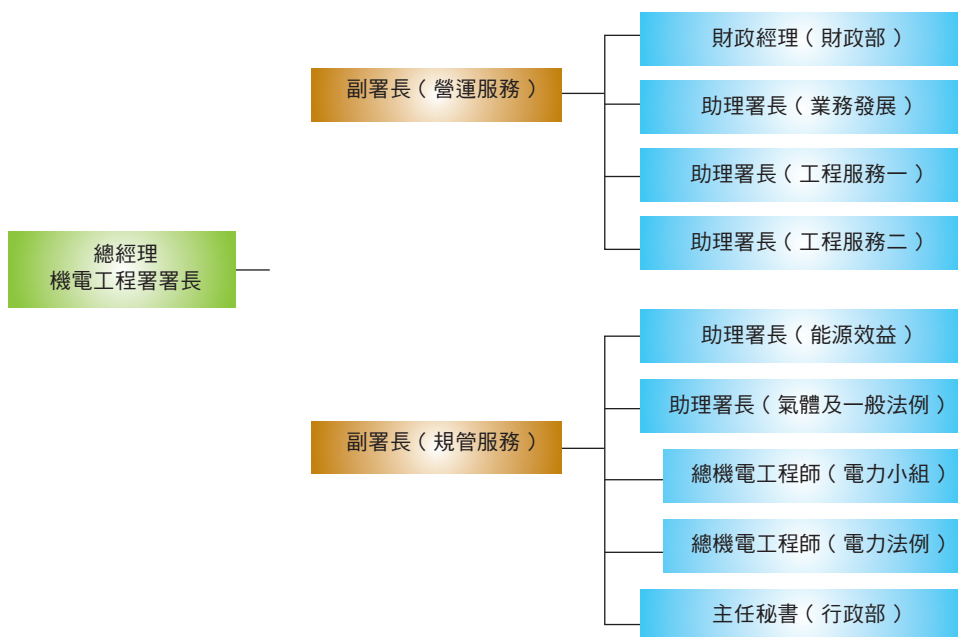 總經理
機電工程署署長
副署長（營運服務）
財政經理（財政部）
助理署長（業務發展）
助理署長（工程服務一）
助理署長（工程服務二）
副署長（規管服務）
助理署長（能源效益）
助理署長（氣體及一般法例）
總機電工程師（電力小組）
總機電工程師（電力法例）
主任秘書（行政部）